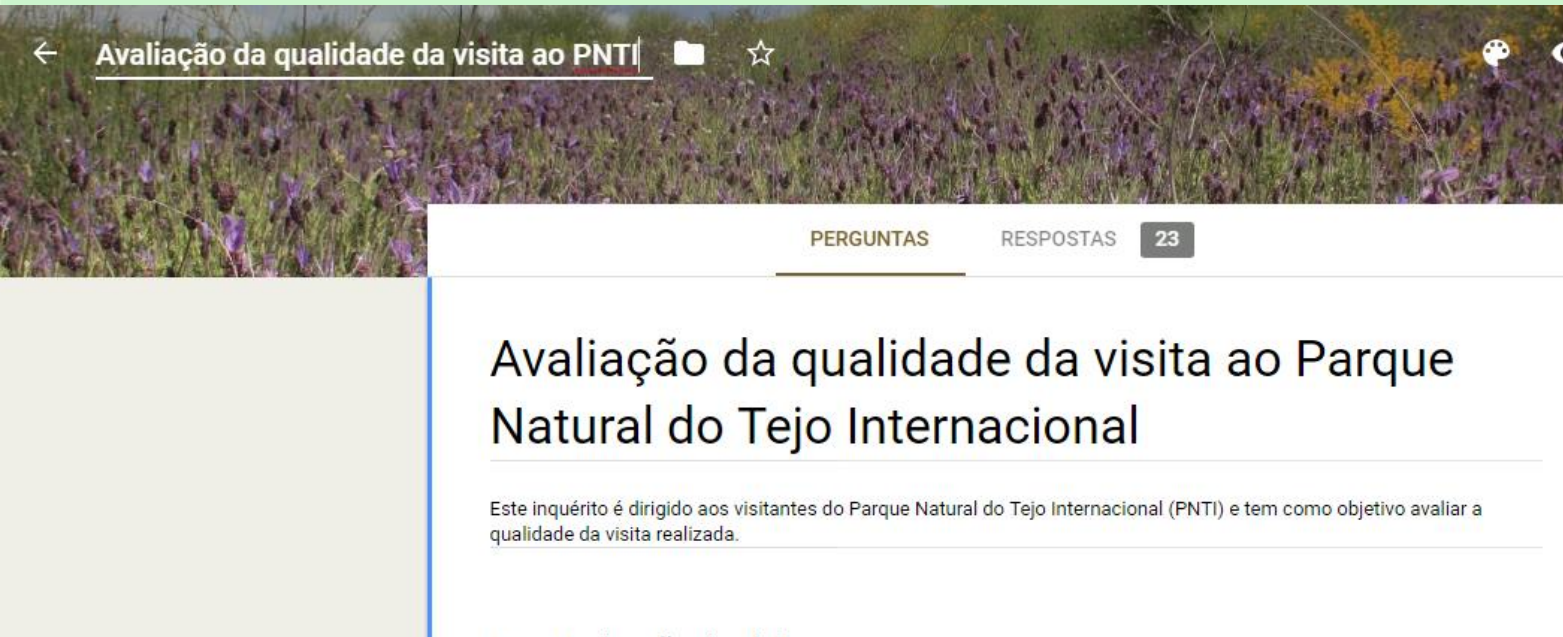 Avaliação da qualidade da visita ao PNTI
PERGUNTAS RESPOSTAS 23
Avaliação da qualidade da visita ao Parque
Natural do Tejo Internacional
Este inquérito é dirigido aos visitantes do Parque Natural do Tejo Internacional (PNTI) e tem como objetivo avaliar a
qualidade da visita realizada.